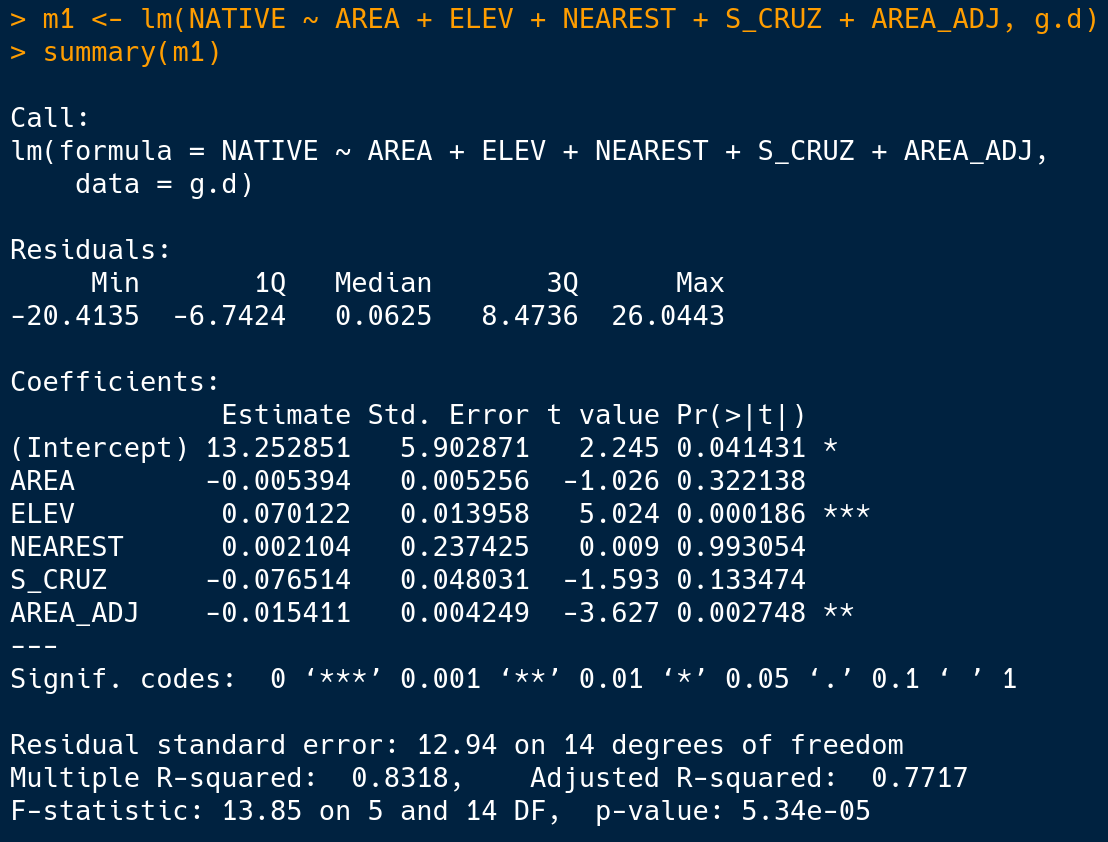 > m1 <- lm(NATIVE ~ AREA + ELEV + NEAREST + S_CRUZ + AREA_ADJ, g.d)
> summary(m1)
Call:
lm(formula = NATIVE ~ AREA + ELEV + NEAREST + S_CRUZ + AREA_ADJ,
    data = g.d)
Residuals:
     Min       1Q   Median       3Q      Max
-20.4135  -6.7424   0.0625   8.4736  26.0443
Coefficients:
             Estimate Std. Error t value Pr(>|t|)
(Intercept) 13.252851   5.902871   2.245 0.041431 *
AREA        -0.005394   0.005256  -1.026 0.322138
ELEV         0.070122   0.013958   5.024 0.000186 ***
NEAREST      0.002104   0.237425   0.009 0.993054
S_CRUZ      -0.076514   0.048031  -1.593 0.133474
AREA_ADJ    -0.015411   0.004249  -3.627 0.002748 **
---
Signif. codes:  0 ‘***’ 0.001 ‘**’ 0.01 ‘*’ 0.05 ‘.’ 0.1 ‘ ’ 1
Residual standard error: 12.94 on 14 degrees of freedom
Multiple R-squared:  0.8318,    Adjusted R-squared:  0.7717
F-statistic: 13.85 on 5 and 14 DF,  p-value: 5.34e-05